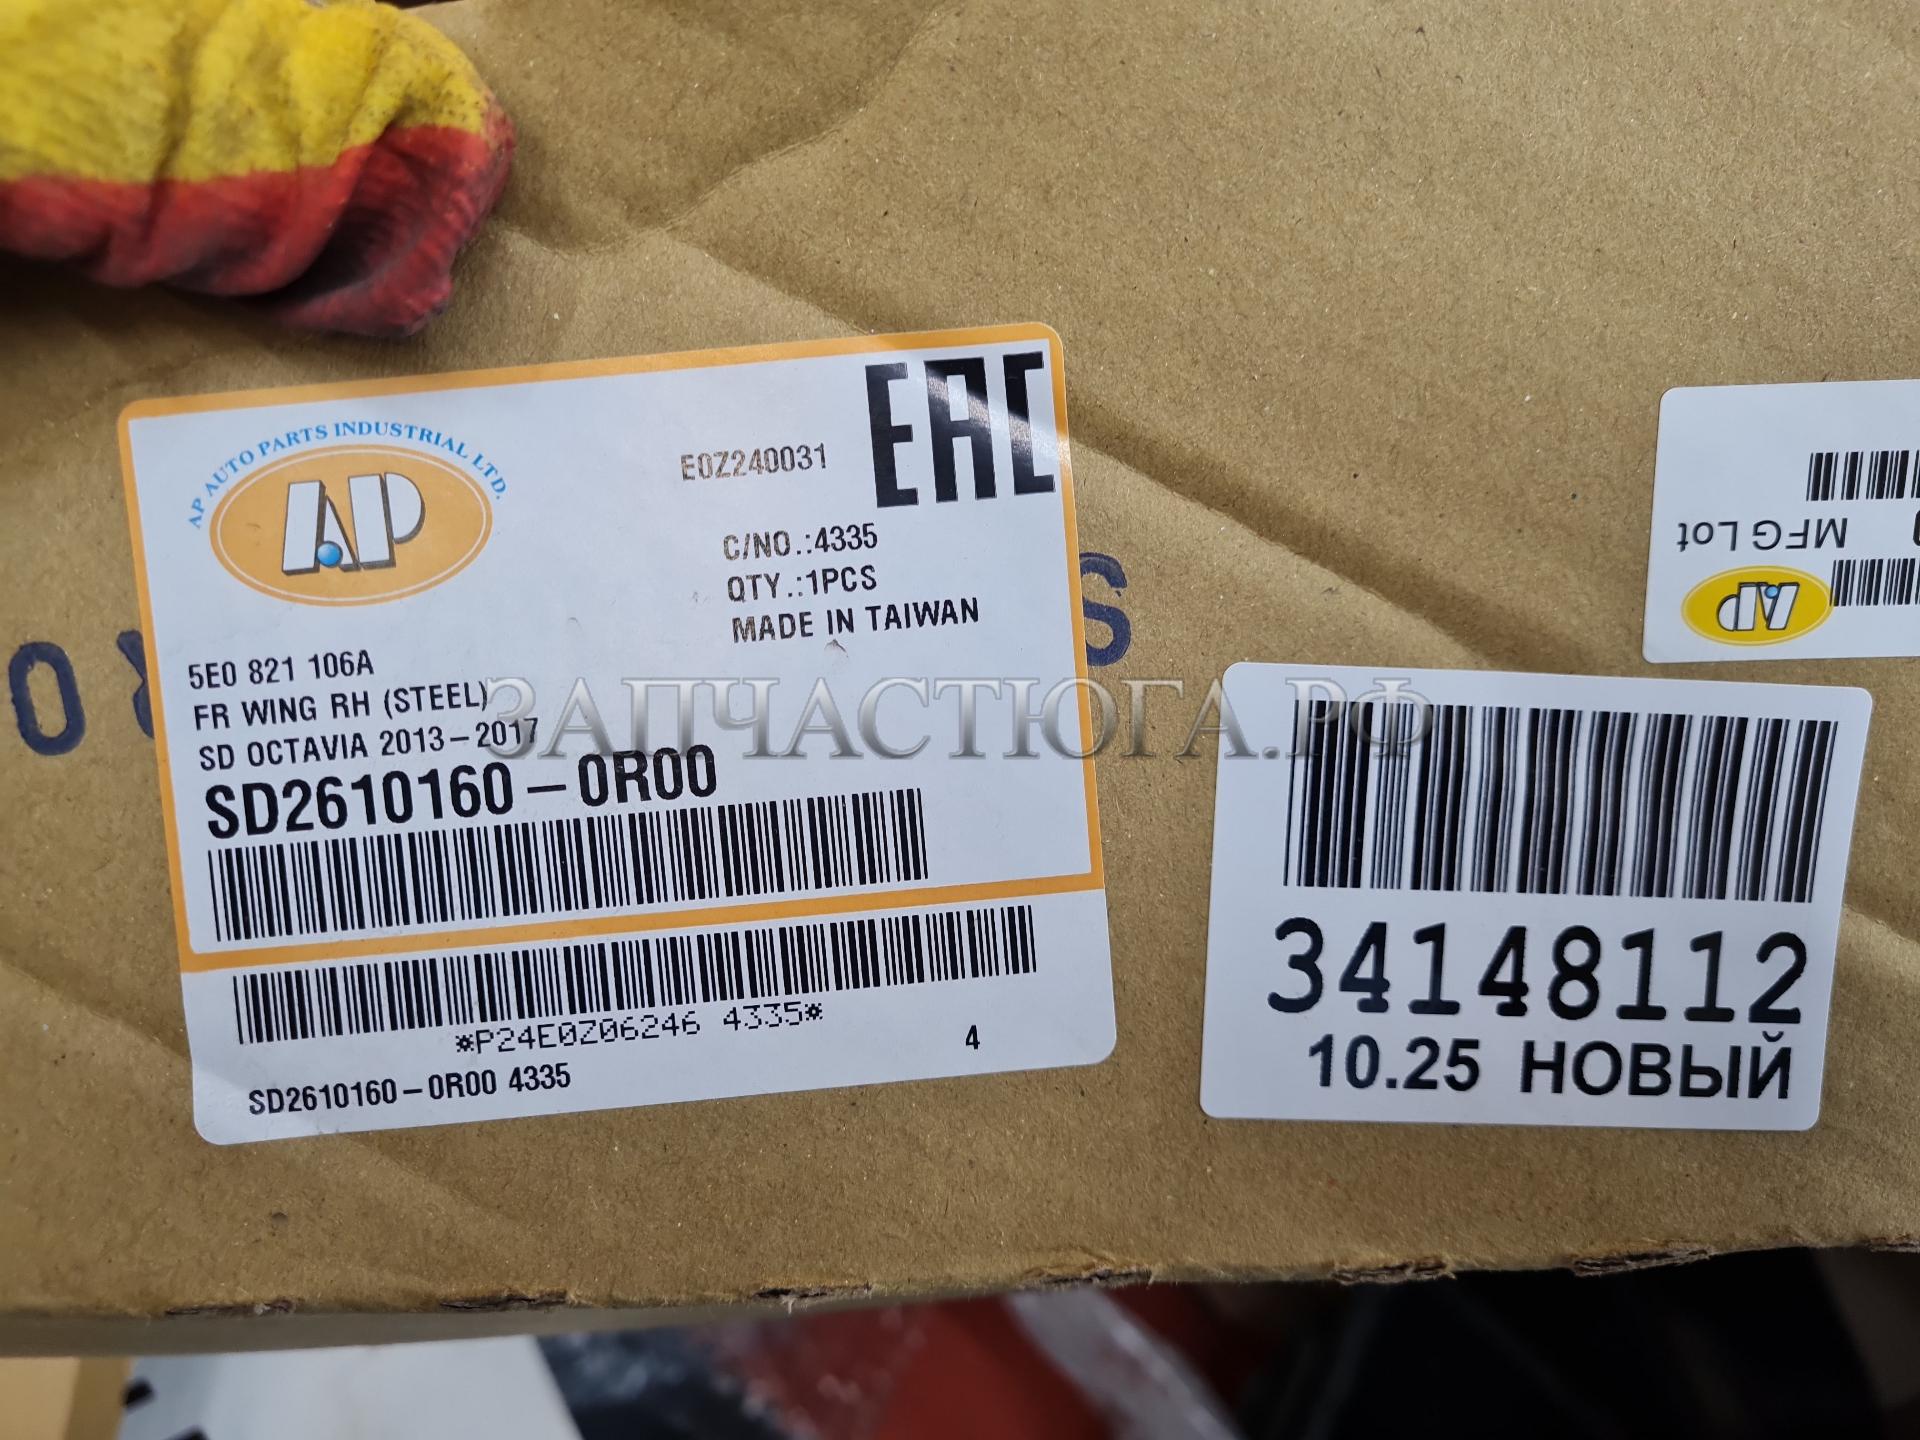 AP AUTO PARTS INDUSTRIAL LTD.
AP
E0Z240031
EAC
C/NO.:4335
QTY.:1PCS
MADE IN TAIWAN
5E0 821 106A
FR WING RH (STEEL)
SD OCTAVIA 2013-2017
SD2610160-0R00
*P24E0Z06246 4335*
SD2610160-0R00 4335
4
ЗАПЧАСТЮГА.РФ
MFG Lot
AP
34148112
10.25 НОВЫЙ
S